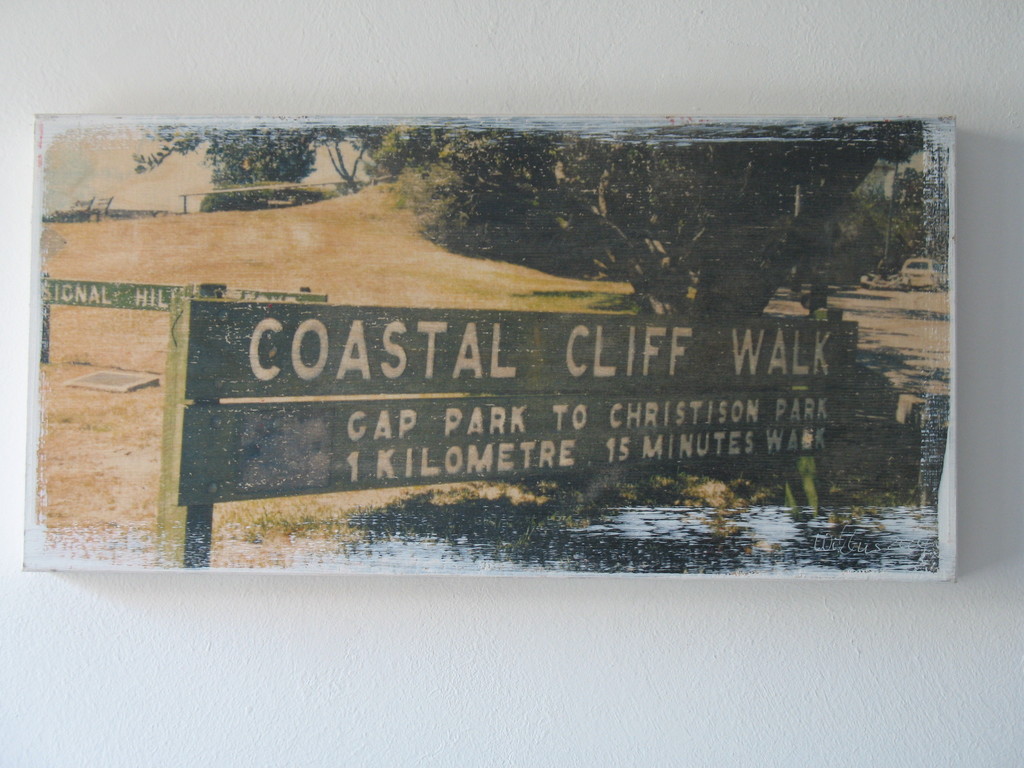 SIGNAL HILL
COASTAL CLIFF WALK
GAP PARK TO CHRISTISON PARK
1 KILOMETRE 15 MINUTES WALK